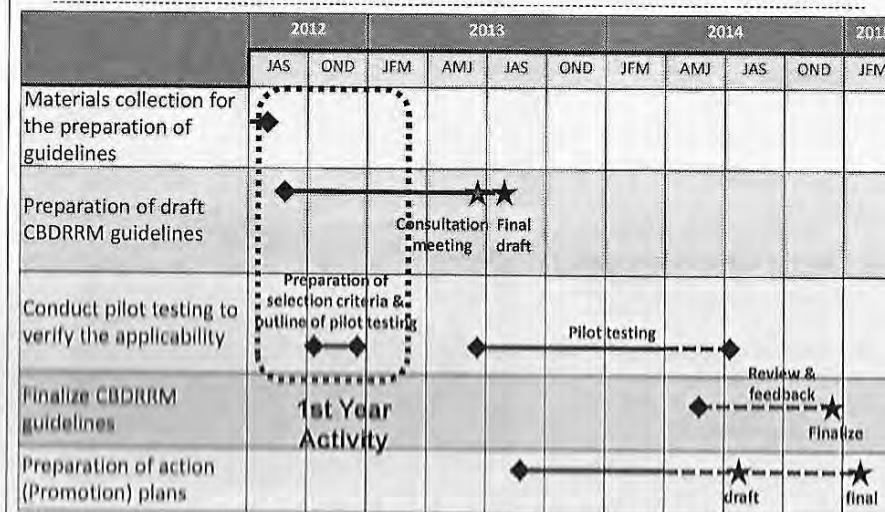 2012 2013 2014 201
JAS OND JFM AMJ JAS OND JFM AMJ JAS OND JFM
Materials collection for
the preparation of
guidelines
Preparation of draft
CBDRRM guidelines
Consultation
meeting
Final
draft
Conduct pilot testing to
verify the applicability
Preparation of
selection criteria &
outline of pilot testing
Pilot testing
Finalize CBDRRM
guidelines
1st Year
Activity
Review &
feedback
Finalize
Preparation of action
(Promotion) plans
draft
final